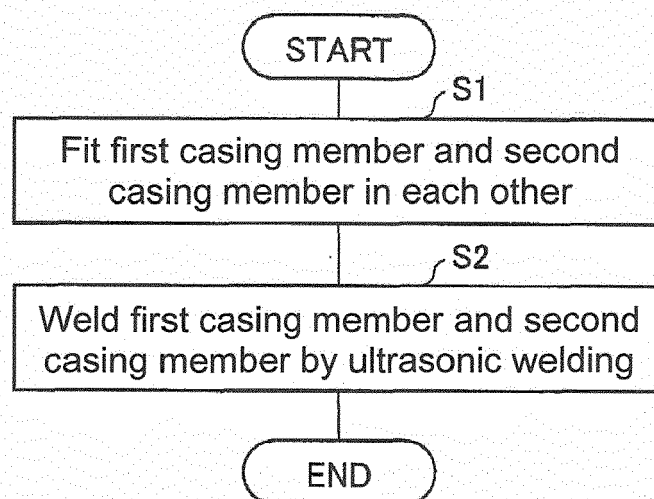 START
S1
Fit first casing member and second
casing member in each other
S2
Weld first casing member and second
casing member by ultrasonic welding
END